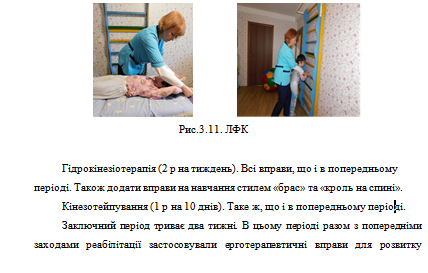 Рис.3.11. ЛФК
Гідрокінезіотерапія (2 р на тиждень). Всі вправи, що і в попередньому
періоді. Також додати вправи на навчання стилем «брас» та «кроль на спині».
Кінезотейпування (1 р на 10 днів). Таке ж, що і в попередньому періоді.
Заключний період триває два тижні. В цьому періоді разом з попередніми
заходами реабілітації застосовували ерготерапевтичні вправи для розвитку